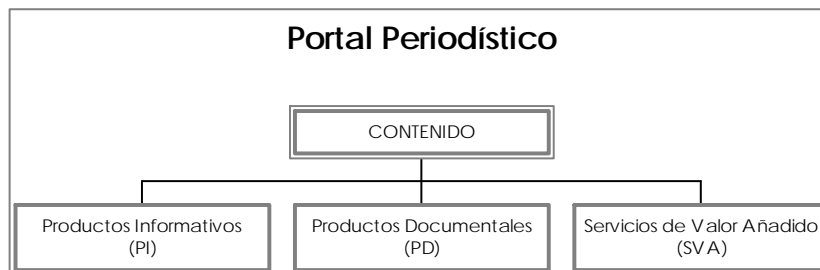 Portal Periodístico
CONTENIDO
Productos Informativos
(PI)
Productos Documentales
(PD)
Servicios de Valor Añadido
(SVA)